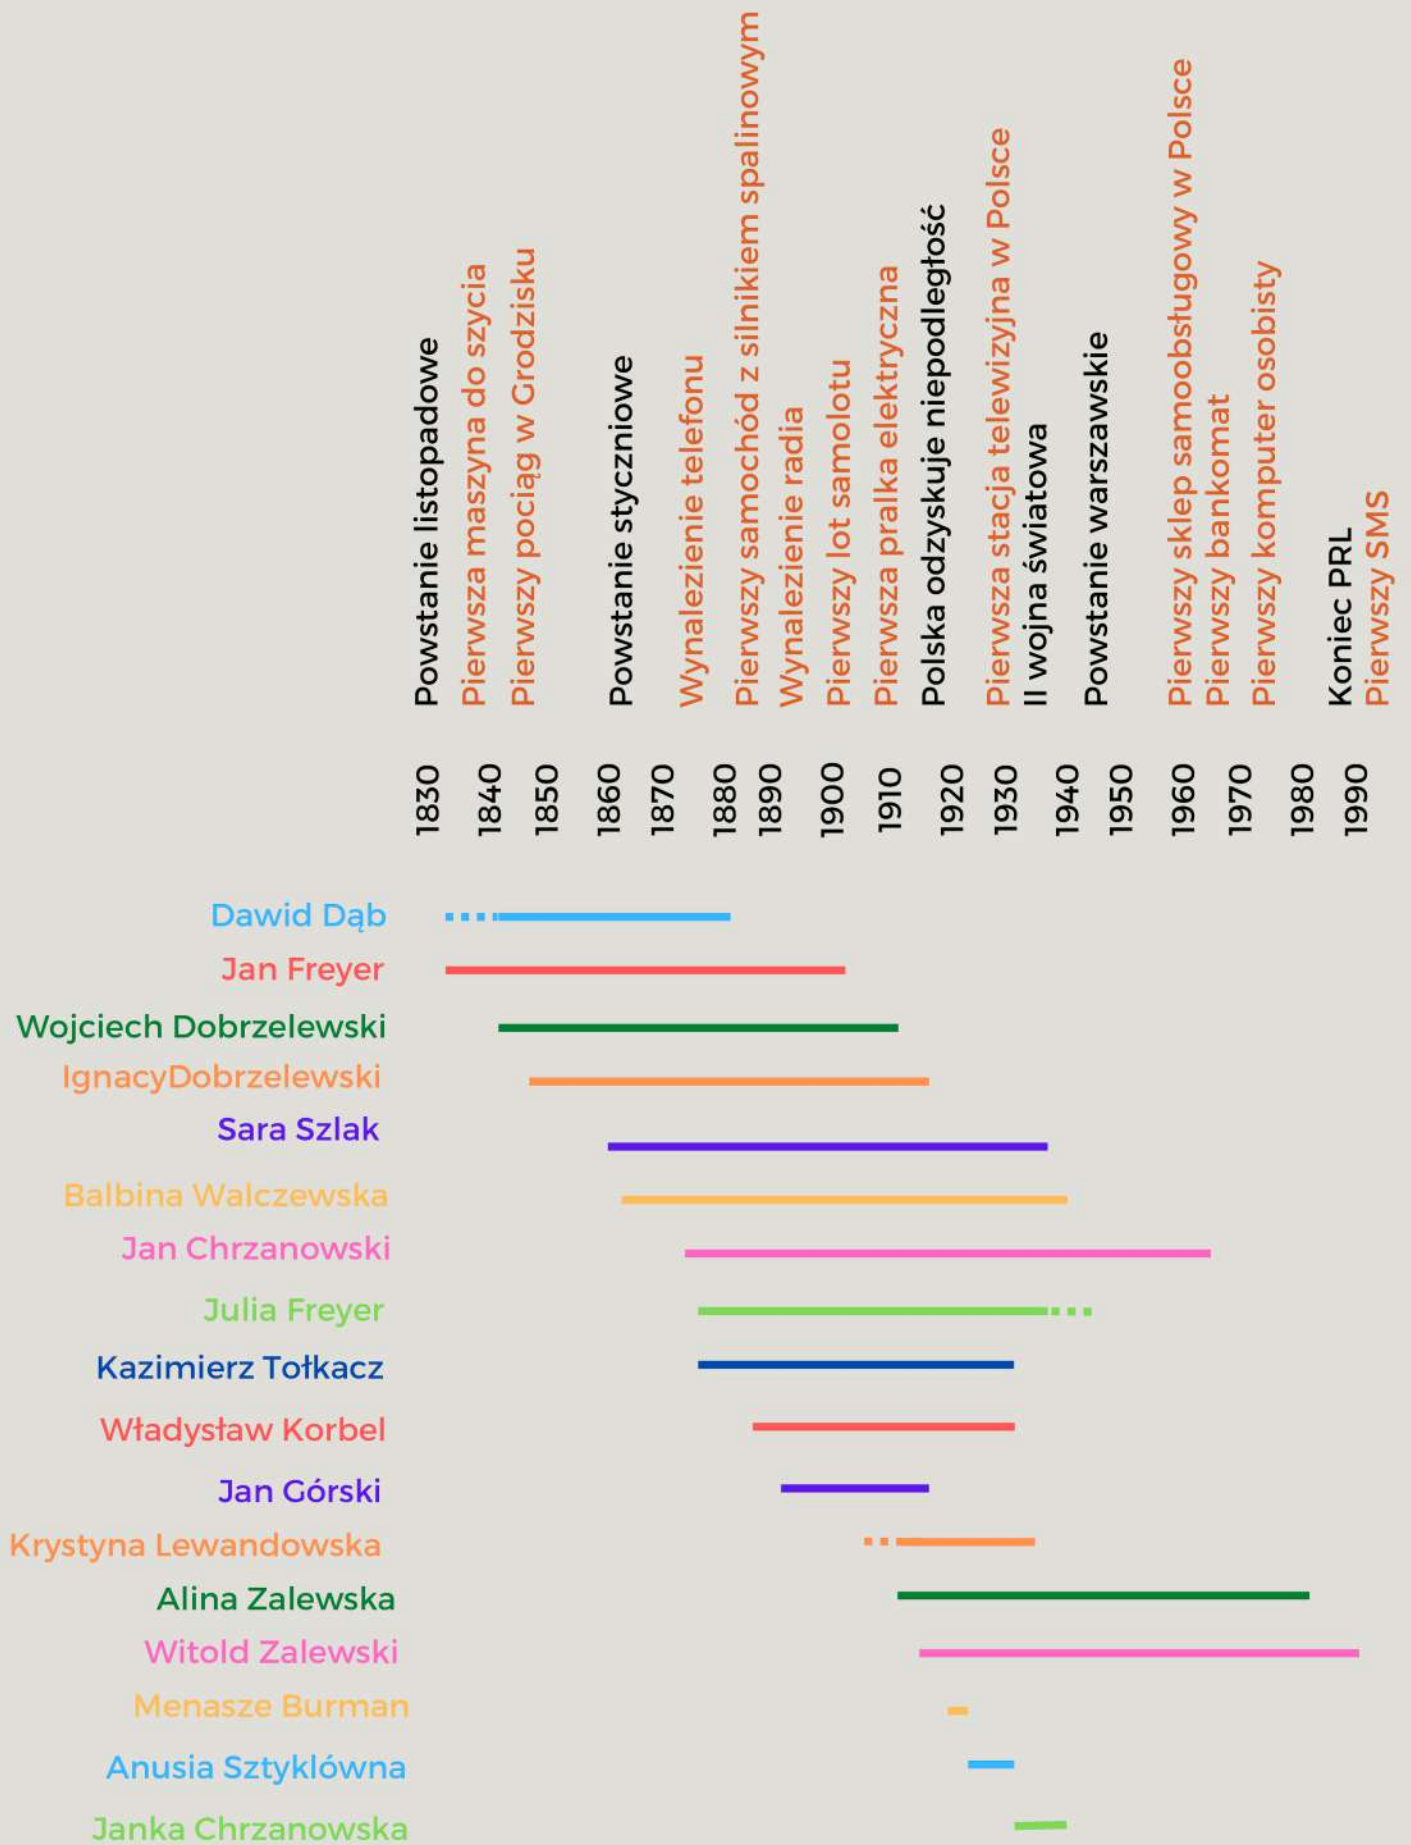 Powstanie listopadowe
Pierwsza maszyna do szycia
Pierwszy pociąg w Grodzisku
Powstanie styczniowe
Wynalezienie telefonu
Pierwszy samochód z silnikiem spalinowym
Wynalezienie radia
Pierwszy lot samolotu
Pierwsza pralka elektryczna
Polska odzyskuje niepodległość
Pierwsza stacja telewizyjna w Polsce
II wojna światowa
Powstanie warszawskie
Pierwszy sklep samoobsługowy w Polsce
Pierwszy bankomat
Pierwszy komputer osobisty
Koniec PRL
Pierwszy SMS
1830
1840
1850
1860
1870
1880
1890
1900
1910
1920
1930
1940
1950
1960
1970
1980
1990
Dawid Dąb
Jan Freyer
Wojciech Dobrzelewski
IgnacyDobrzelewski
Sara Szlak
Balbina Walczewska
Jan Chrzanowski
Julia Freyer
Kazimierz Tołkacz
Władysław Korbel
Jan Górski
Krystyna Lewandowska
Alina Zalewska
Witold Zalewski
Menasze Burman
Anusia Sztyklówna
Janka Chrzanowska